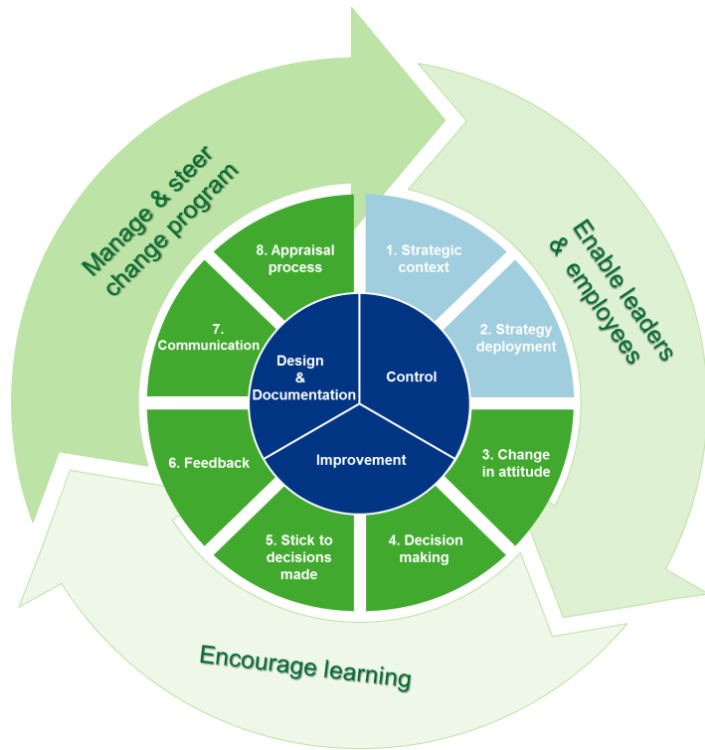 Manage & steer
change program
Enable leaders
& employees
Encourage learning
1. Strategic
context
2. Strategy
deployment
3. Change
in attitude
4. Decision
making
5. Stick to
decisions
made
6. Feedback
7.
Communication
8. Appraisal
process
Design
&
Documentation
Control
Improvement